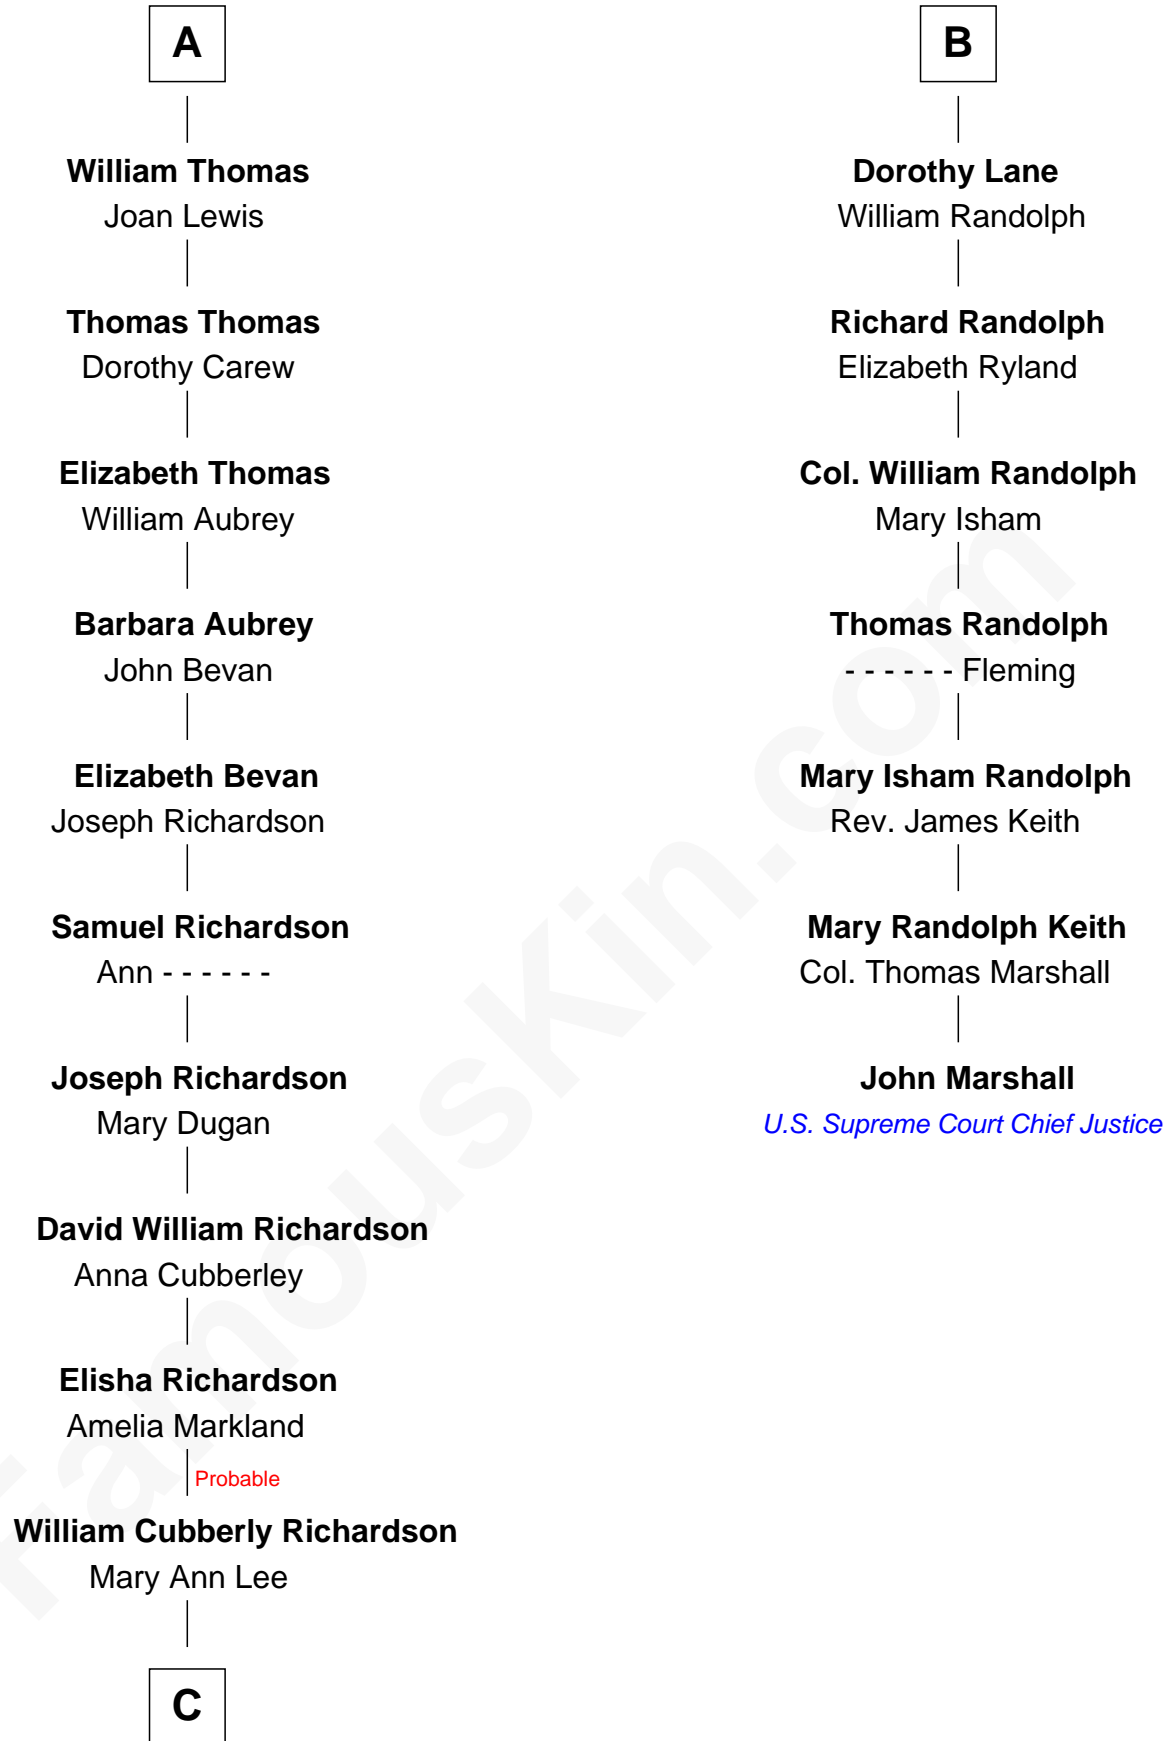 A
William Thomas
Joan Lewis
Thomas Thomas
Dorothy Carew
Elizabeth Thomas
William Aubrey
Barbara Aubrey
John Bevan
Elizabeth Bevan
Joseph Richardson
Samuel Richardson
Ann - - - - - -
Joseph Richardson
Mary Dugan
David William Richardson
Anna Cubberley
Elisha Richardson
Amelia Markland
Probable
William Cubberly Richardson
Mary Ann Lee
C
B
Dorothy Lane
William Randolph
Richard Randolph
Elizabeth Ryland
Col. William Randolph
Mary Isham
Thomas Randolph
- - - - - - Fleming
Mary Isham Randolph
Rev. James Keith
Mary Randolph Keith
Col. Thomas Marshall
John Marshall
U.S. Supreme Court Chief Justice
FamousKin.com